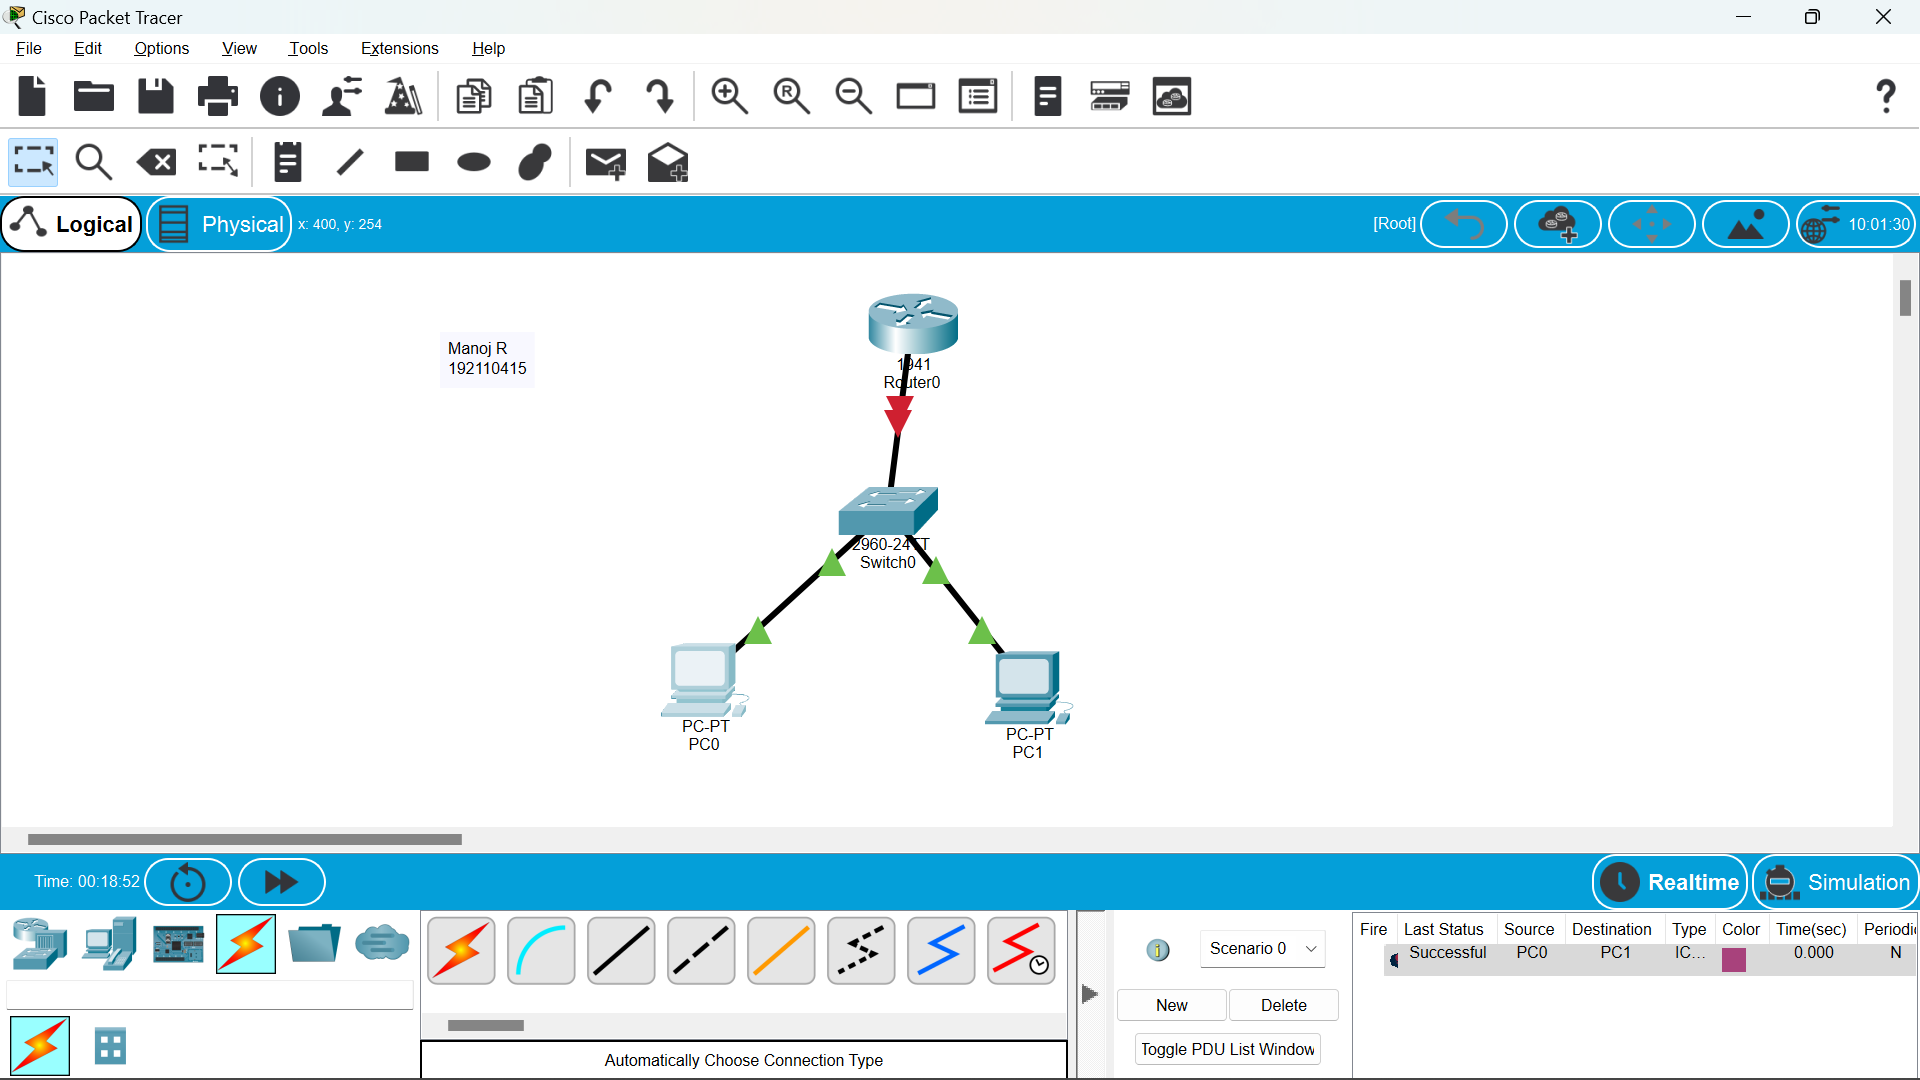 Cisco Packet Tracer
File Edit Options View Tools Extensions Help
Logical Physical x: 400, y: 254 [Root] 10:01:30
Manoj R
192110415
1941
Router0
2960-24TT
Switch0
PC-PT
PC0
PC-PT
PC1
Time: 00:18:52 Realtime Simulation
Fire Last Status Source Destination Type Color Time(sec) Periodic
Successful PC0 PC1 IC... 0.000 N
Scenario 0
New Delete
Toggle PDU List Window
Automatically Choose Connection Type